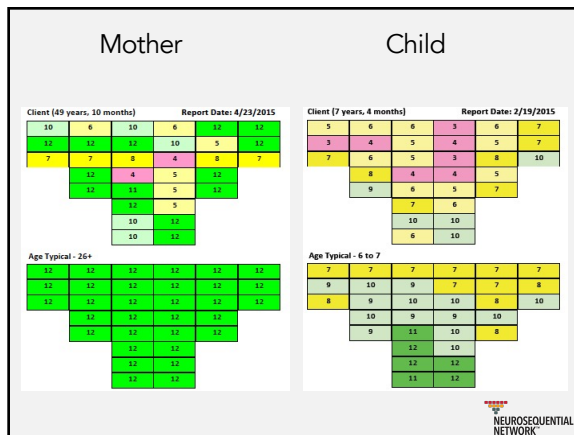 Mother
Child
Client (49 years, 10 months) Report Date: 4/23/2015
10 6 10 6 12 12
12 12 12 10 5 12
7 7 8 4 8 7
12 4 5 12
12 11 5 12
12 5
10 12
10 12
Age Typical - 26+
12 12 12 12 12 12
12 12 12 12 12 12
12 12 12 12 12 12
12 12 12 12
12 12 12 12
12 12
12 12
12 12
Client (7 years, 4 months) Report Date: 2/19/2015
5 6 6 3 6 7
3 4 5 4 5 7
7 6 5 3 8 10
8 4 4 5
9 6 5 7
7 6
10 10
6 10
Age Typical - 6 to 7
7 7 7 7 7 7
9 10 9 7 7 8
8 9 10 10 8 10
10 9 9 10
9 11 10 8
12 10
12 12
11 12
NEUROSEQUENTIAL
NETWORK™